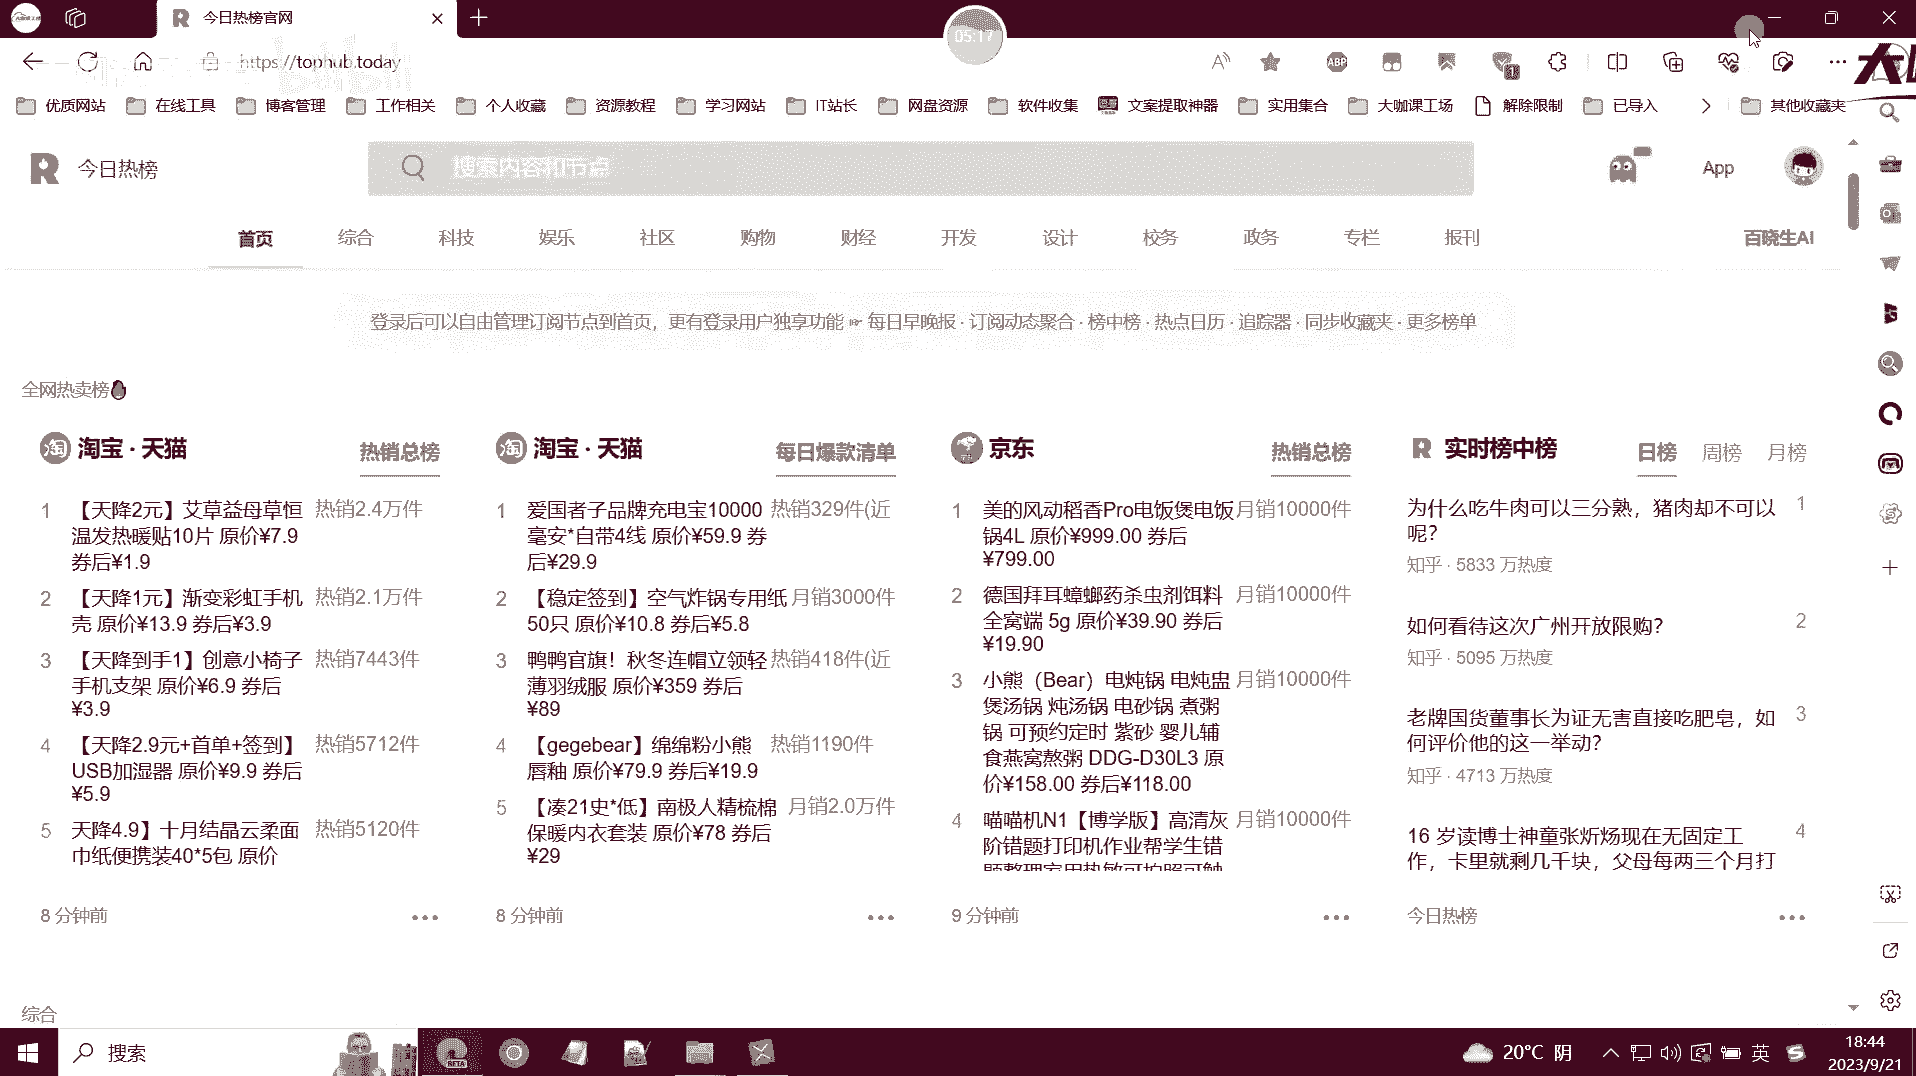 今日热榜官网
05:17
https://tophub.today
优质网站 在线工具 博客管理 工作相关 个人收藏 资源教程 学习网站 IT站长 网盘资源 软件收集 文案提取神器 实用集合 大咖课工场 解除限制 已导入 其他收藏夹
今日热榜
搜索内容和节点
App
首页 综合 科技 娱乐 社区 购物 财经 开发 设计 校务 政务 专栏 报刊 百晓生AI
登录后可以自由管理订阅节点到首页，更有登录用户独享功能 ☞ 每日早晚报 · 订阅动态聚合 · 榜中榜 · 热点日历 · 追踪器 · 同步收藏夹 · 更多榜单
全网热卖榜
淘宝 · 天猫 热销总榜
1 【天降2元】艾草益母草恒 热销2.4万件
温发热暖贴10片 原价¥7.9
券后¥1.9
2 【天降1元】渐变彩虹手机 热销2.1万件
壳 原价¥13.9 券后¥3.9
3 【天降到手1】创意小椅子 热销7443件
手机支架 原价¥6.9 券后
¥3.9
4 【天降2.9元+首单+签到】 热销5712件
USB加湿器 原价¥9.9 券后
¥5.9
5 天降4.9】十月结晶云柔面 热销5120件
巾纸便携装40*5包 原价
8 分钟前
淘宝 · 天猫 每日爆款清单
1 爱国者子品牌充电宝10000 热销329件(近
毫安*自带4线 原价¥59.9 券
后¥29.9
2 【稳定签到】空气炸锅专用纸 月销3000件
50只 原价¥10.8 券后¥5.8
3 鸭鸭官旗！秋冬连帽立领轻 热销418件(近
薄羽绒服 原价¥359 券后
¥89
4 【gegebear】绵绵粉小熊 热销1190件
唇釉 原价¥79.9 券后¥19.9
5 【凑21史*低】南极人精梳棉 月销2.0万件
保暖内衣套装 原价¥78 券后
¥29
8 分钟前
京东 热销总榜
1 美的风动稻香Pro电饭煲电饭 月销10000件
锅4L 原价¥999.00 券后
¥799.00
2 德国拜耳蟑螂药杀虫剂饵料 月销10000件
全窝端 5g 原价¥39.90 券后
¥19.90
3 小熊（Bear）电炖锅 电炖盅 月销10000件
煲汤锅 炖汤锅 电砂锅 煮粥
锅 可预约定时 紫砂 婴儿辅
食燕窝熬粥 DDG-D30L3 原
价¥158.00 券后¥118.00
4 喵喵机N1【博学版】高清灰 月销10000件
阶错题打印机作业帮学生错
9 分钟前
实时榜中榜 日榜 周榜 月榜
为什么吃牛肉可以三分熟，猪肉却不可以 1
呢？
知乎 · 5833 万热度
如何看待这次广州开放限购？ 2
知乎 · 5095 万热度
老牌国货董事长为证无害直接吃肥皂，如 3
何评价他的这一举动？
知乎 · 4713 万热度
16 岁读博士神童张炘炀现在无固定工 4
作，卡里就剩几千块，父母每两三个月打
今日热榜
综合
搜索
20°C 阴
英
18:44
2023/9/21